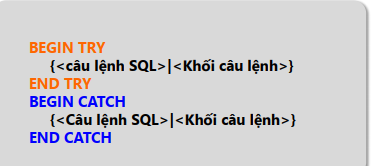 BEGIN TRY
{<câu lệnh SQL>|<Khối câu lệnh>}
END TRY
BEGIN CATCH
{<Câu lệnh SQL>|<Khối câu lệnh>}
END CATCH